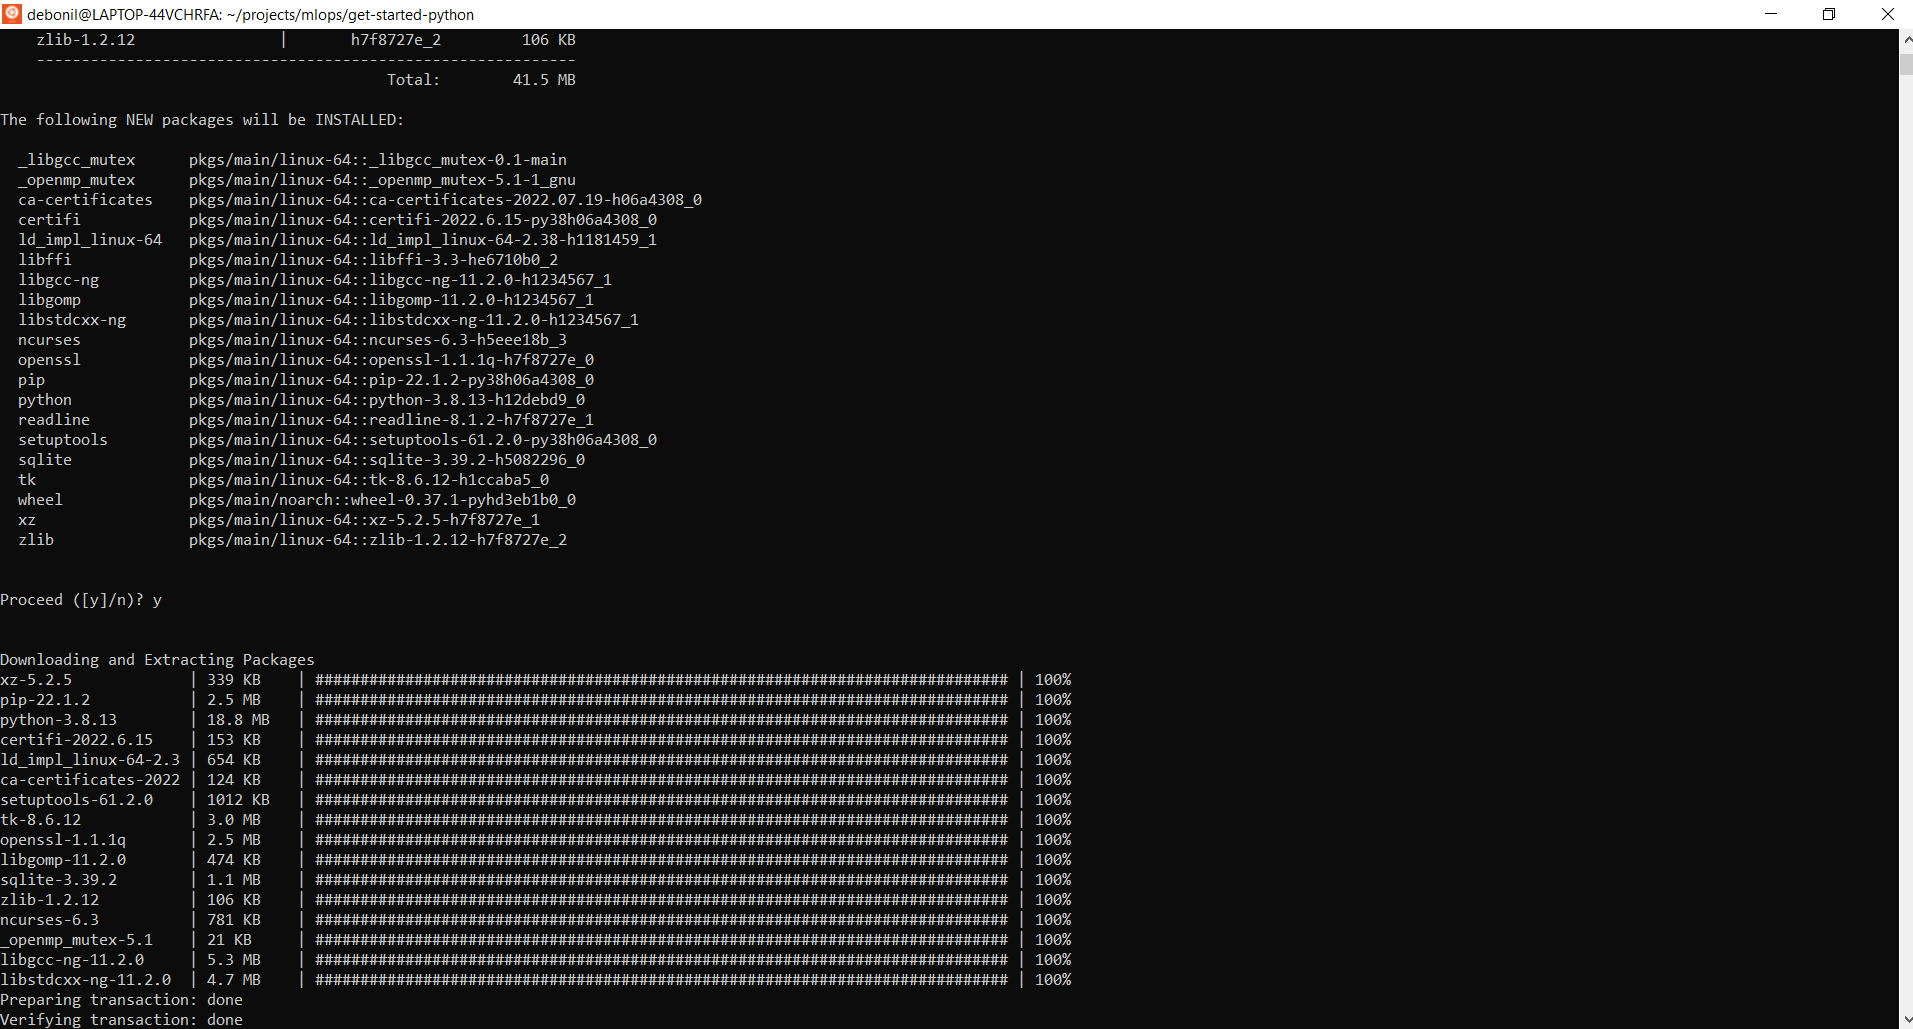 debonil@LAPTOP-44VCHRFA: ~/projects/mlops/get-started-python
    zlib-1.2.12                |       h7f8727e_2         106 KB
    ------------------------------------------------------------
                                           Total:        41.5 MB
The following NEW packages will be INSTALLED:
  _libgcc_mutex      pkgs/main/linux-64::_libgcc_mutex-0.1-main
  _openmp_mutex      pkgs/main/linux-64::_openmp_mutex-5.1-1_gnu
  ca-certificates    pkgs/main/linux-64::ca-certificates-2022.07.19-h06a4308_0
  certifi            pkgs/main/linux-64::certifi-2022.6.15-py38h06a4308_0
  ld_impl_linux-64   pkgs/main/linux-64::ld_impl_linux-64-2.38-h1181459_1
  libffi             pkgs/main/linux-64::libffi-3.3-he6710b0_2
  libgcc-ng          pkgs/main/linux-64::libgcc-ng-11.2.0-h1234567_1
  libgomp            pkgs/main/linux-64::libgomp-11.2.0-h1234567_1
  libstdcxx-ng       pkgs/main/linux-64::libstdcxx-ng-11.2.0-h1234567_1
  ncurses            pkgs/main/linux-64::ncurses-6.3-h5eee18b_3
  openssl            pkgs/main/linux-64::openssl-1.1.1q-h7f8727e_0
  pip                pkgs/main/linux-64::pip-22.1.2-py38h06a4308_0
  python             pkgs/main/linux-64::python-3.8.13-h12debd9_0
  readline           pkgs/main/linux-64::readline-8.1.2-h7f8727e_1
  setuptools         pkgs/main/linux-64::setuptools-61.2.0-py38h06a4308_0
  sqlite             pkgs/main/linux-64::sqlite-3.39.2-h5082296_0
  tk                 pkgs/main/linux-64::tk-8.6.12-h1ccaba5_0
  wheel              pkgs/main/noarch::wheel-0.37.1-pyhd3eb1b0_0
  xz                 pkgs/main/linux-64::xz-5.2.5-h7f8727e_1
  zlib               pkgs/main/linux-64::zlib-1.2.12-h7f8727e_2
Proceed ([y]/n)? y
Downloading and Extracting Packages
xz-5.2.5             | 339 KB    | ############################################################################# | 100%
pip-22.1.2           | 2.5 MB    | ############################################################################# | 100%
python-3.8.13        | 18.8 MB   | ############################################################################# | 100%
certifi-2022.6.15    | 153 KB    | ############################################################################# | 100%
ld_impl_linux-64-2.3 | 654 KB    | ############################################################################# | 100%
ca-certificates-2022 | 124 KB    | ############################################################################# | 100%
setuptools-61.2.0    | 1012 KB   | ############################################################################# | 100%
tk-8.6.12            | 3.0 MB    | ############################################################################# | 100%
openssl-1.1.1q       | 2.5 MB    | ############################################################################# | 100%
libgomp-11.2.0       | 474 KB    | ############################################################################# | 100%
sqlite-3.39.2        | 1.1 MB    | ############################################################################# | 100%
zlib-1.2.12          | 106 KB    | ############################################################################# | 100%
ncurses-6.3          | 781 KB    | ############################################################################# | 100%
_openmp_mutex-5.1    | 21 KB     | ############################################################################# | 100%
libgcc-ng-11.2.0     | 5.3 MB    | ############################################################################# | 100%
libstdcxx-ng-11.2.0  | 4.7 MB    | ############################################################################# | 100%
Preparing transaction: done
Verifying transaction: done